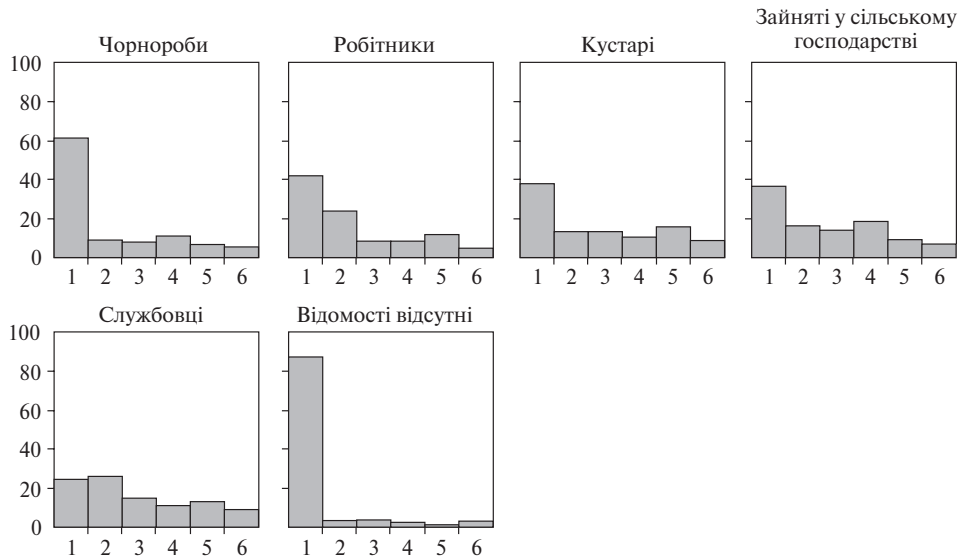 Чорнороби
Робітники
Кустарі
Зайняті у сільському
господарстві
100
80
60
40
20
0
1 2 3 4 5 6
1 2 3 4 5 6
1 2 3 4 5 6
1 2 3 4 5 6
Службовці
Відомості відсутні
100
80
60
40
20
0
1 2 3 4 5 6
1 2 3 4 5 6